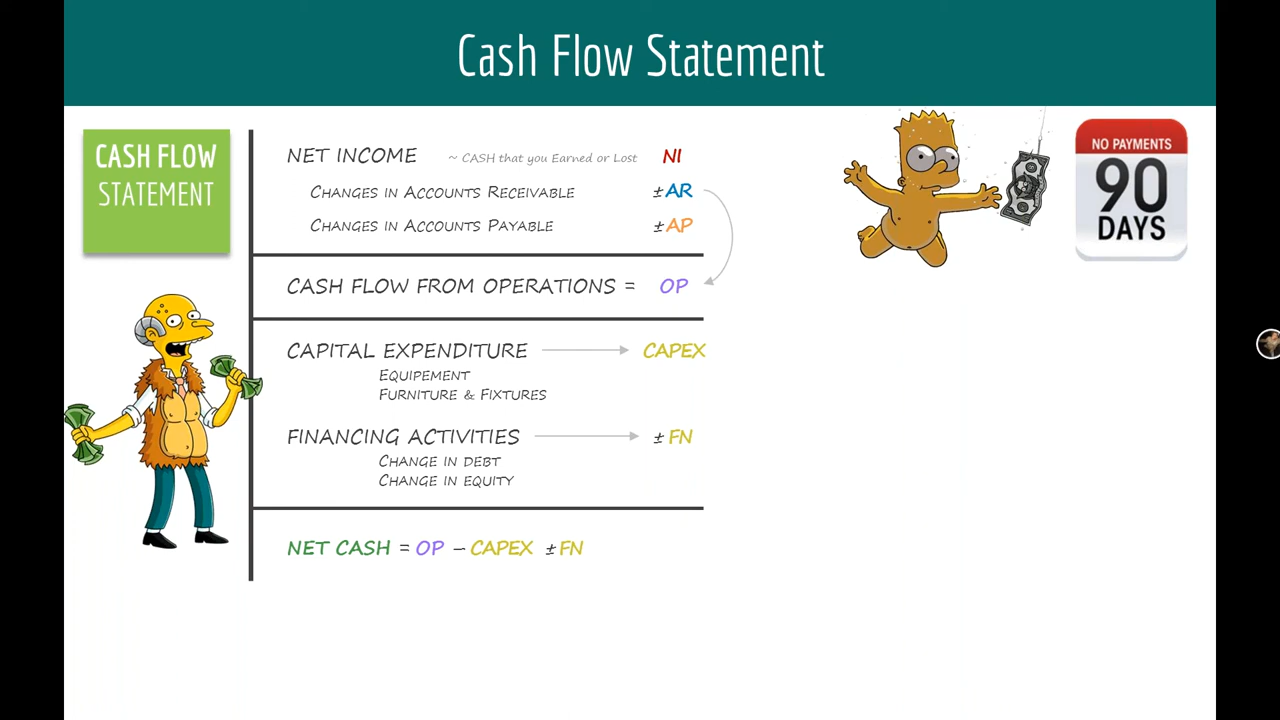 Cash Flow Statement
CASH FLOW
STATEMENT
NET INCOME ~ CASH that you Earned or Lost NI
CHANGES IN ACCOUNTS RECEIVABLE ±AR
CHANGES IN ACCOUNTS PAYABLE ±AP
CASH FLOW FROM OPERATIONS = OP
CAPITAL EXPENDITURE CAPEX
EQUIPEMENT
FURNITURE & FIXTURES
FINANCING ACTIVITIES ± FN
CHANGE IN DEBT
CHANGE IN EQUITY
NET CASH = OP – CAPEX ± FN
NO PAYMENTS
90
DAYS